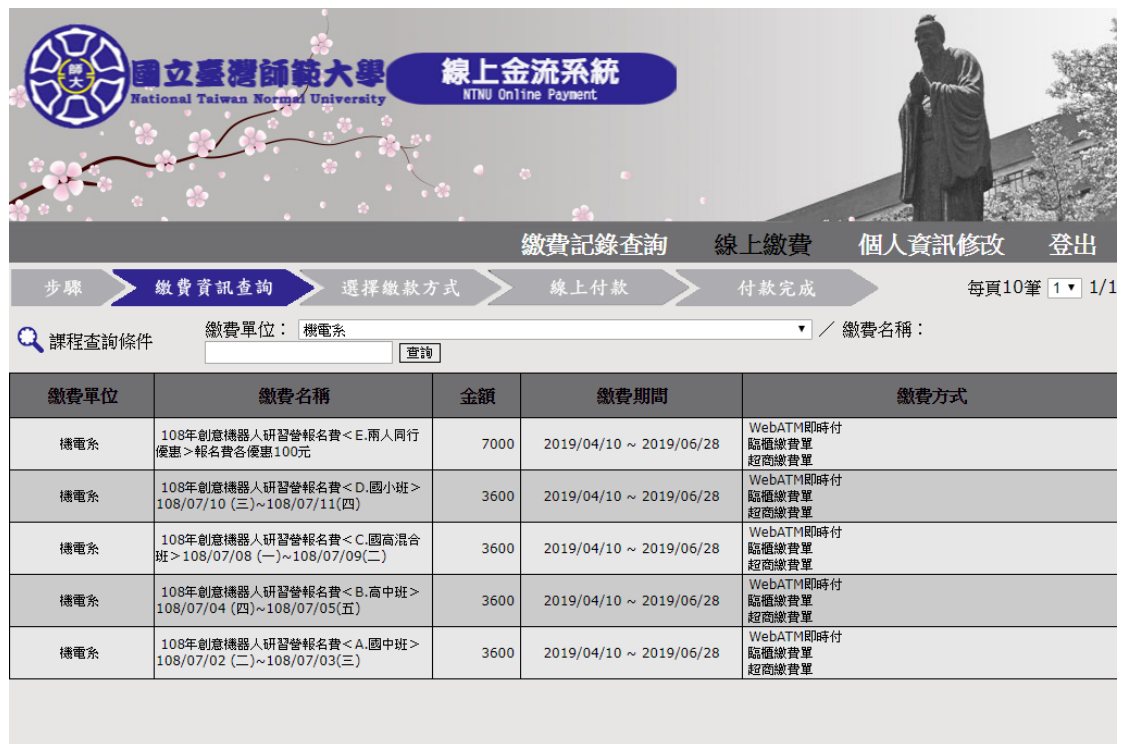 師大
國立臺灣師範大學
National Taiwan Normal University
線上金流系統
NTNU Online Payment
繳費記錄查詢 線上繳費 個人資訊修改 登出
步驟 繳費資訊查詢 選擇繳款方式 線上付款 付款完成 每頁10筆 1 1/1
課程查詢條件 繳費單位： 機電系 ／ 繳費名稱：
查詢
繳費單位 繳費名稱 金額 繳費期間 繳費方式
機電系
108年創意機器人研習營報名費＜E.兩人同行
優惠＞報名費各優惠100元
7000
2019/04/10 ~ 2019/06/28
WebATM即時付
臨櫃繳費單
超商繳費單
機電系
108年創意機器人研習營報名費＜D.國小班＞
108/07/10 (三)~108/07/11(四)
3600
2019/04/10 ~ 2019/06/28
WebATM即時付
臨櫃繳費單
超商繳費單
機電系
108年創意機器人研習營報名費＜C.國高混合
班＞108/07/08 (一)~108/07/09(二)
3600
2019/04/10 ~ 2019/06/28
WebATM即時付
臨櫃繳費單
超商繳費單
機電系
108年創意機器人研習營報名費＜B.高中班＞
108/07/04 (四)~108/07/05(五)
3600
2019/04/10 ~ 2019/06/28
WebATM即時付
臨櫃繳費單
超商繳費單
機電系
108年創意機器人研習營報名費＜A.國中班＞
108/07/02 (二)~108/07/03(三)
3600
2019/04/10 ~ 2019/06/28
WebATM即時付
臨櫃繳費單
超商繳費單